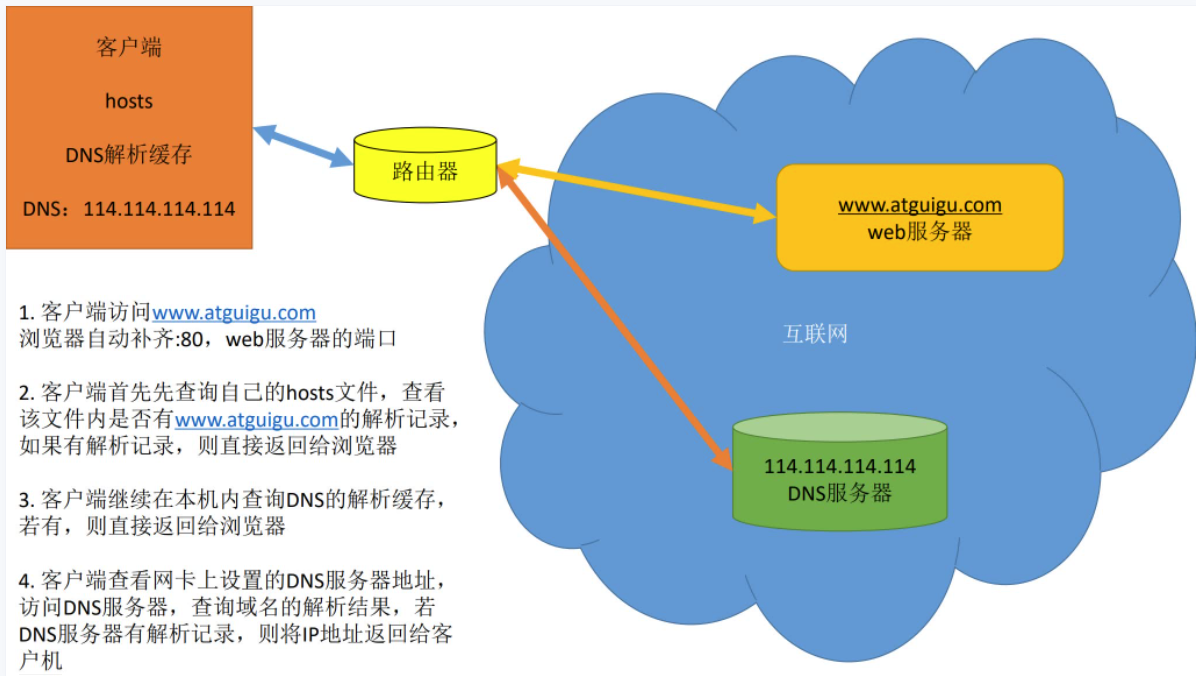 客户端
hosts
DNS解析缓存
DNS：114.114.114.114
路由器
www.atguigu.com
web服务器
互联网
114.114.114.114
DNS服务器
1. 客户端访问www.atguigu.com
浏览器自动补齐:80，web服务器的端口
2. 客户端首先先查询自己的hosts文件，查看
该文件内是否有www.atguigu.com的解析记录，
如果有解析记录，则直接返回给浏览器
3. 客户端继续在本机内查询DNS的解析缓存，
若有，则直接返回给浏览器
4. 客户端查看网卡上设置的DNS服务器地址，
访问DNS服务器，查询域名的解析结果，若
DNS服务器有解析记录，则将IP地址返回给客
户机